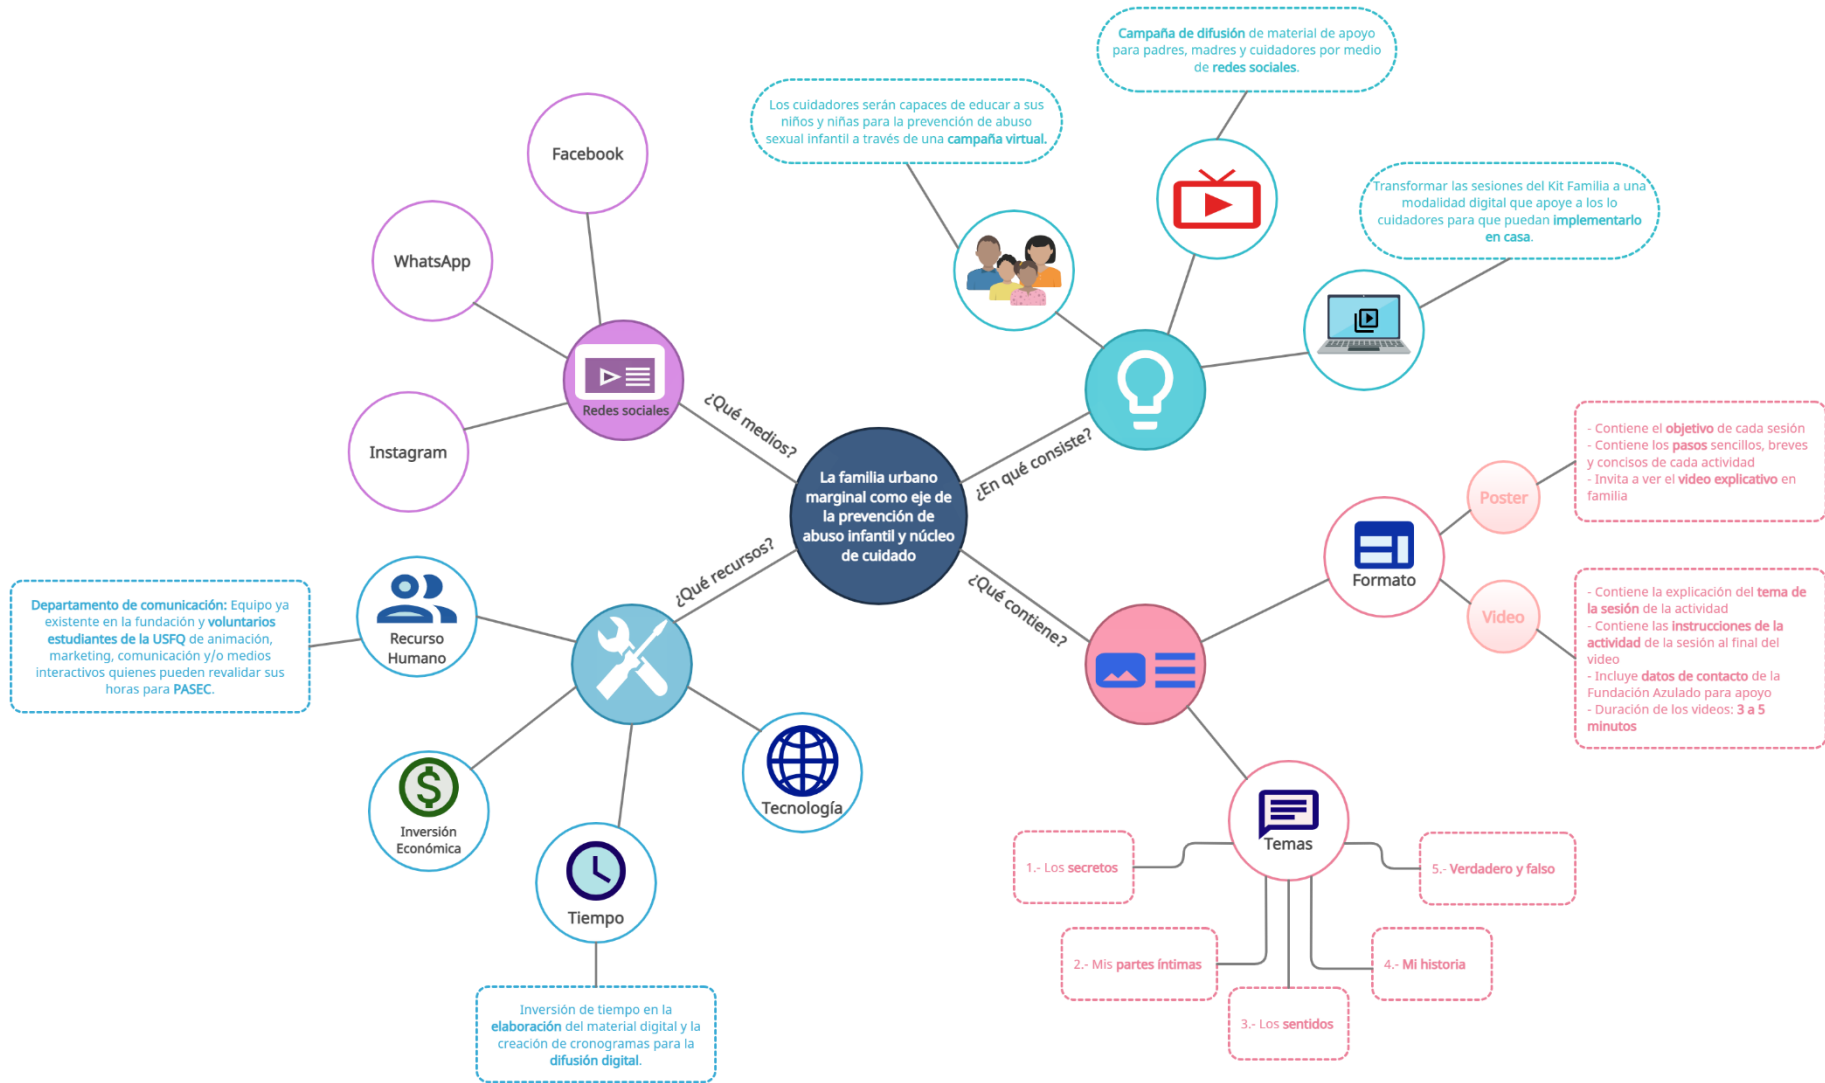 Campaña de difusión de material de apoyo
para padres, madres y cuidadores por medio
de redes sociales.
Los cuidadores serán capaces de educar a sus
niños y niñas para la prevención de abuso
sexual infantil a través de una campaña virtual.
Transformar las sesiones del Kit Familia a una
modalidad digital que apoye a los lo
cuidadores para que puedan implementarlo
en casa.
Facebook
WhatsApp
Instagram
Redes sociales
¿Qué medios?
¿En qué consiste?
La familia urbano
marginal como eje de
la prevención de
abuso infantil y núcleo
de cuidado
¿Qué recursos?
¿Qué contiene?
Formato
Poster
- Contiene el objetivo de cada sesión
- Contiene los pasos sencillos, breves
y concisos de cada actividad
- Invita a ver el video explicativo en
familia
Video
- Contiene la explicación del tema de
la sesión de la actividad
- Contiene las instrucciones de la
actividad de la sesión al final del
video
- Incluye datos de contacto de la
Fundación Azulado para apoyo
- Duración de los videos: 3 a 5
minutos
Recurso
Humano
Departamento de comunicación: Equipo ya
existente en la fundación y voluntarios
estudiantes de la USFQ de animación,
marketing, comunicación y/o medios
interactivos quienes pueden revalidar sus
horas para PASEC.
Inversión
Económica
Tiempo
Tecnología
Inversión de tiempo en la
elaboración del material digital y la
creación de cronogramas para la
difusión digital.
Temas
1.- Los secretos
2.- Mis partes íntimas
3.- Los sentidos
4.- Mi historia
5.- Verdadero y falso